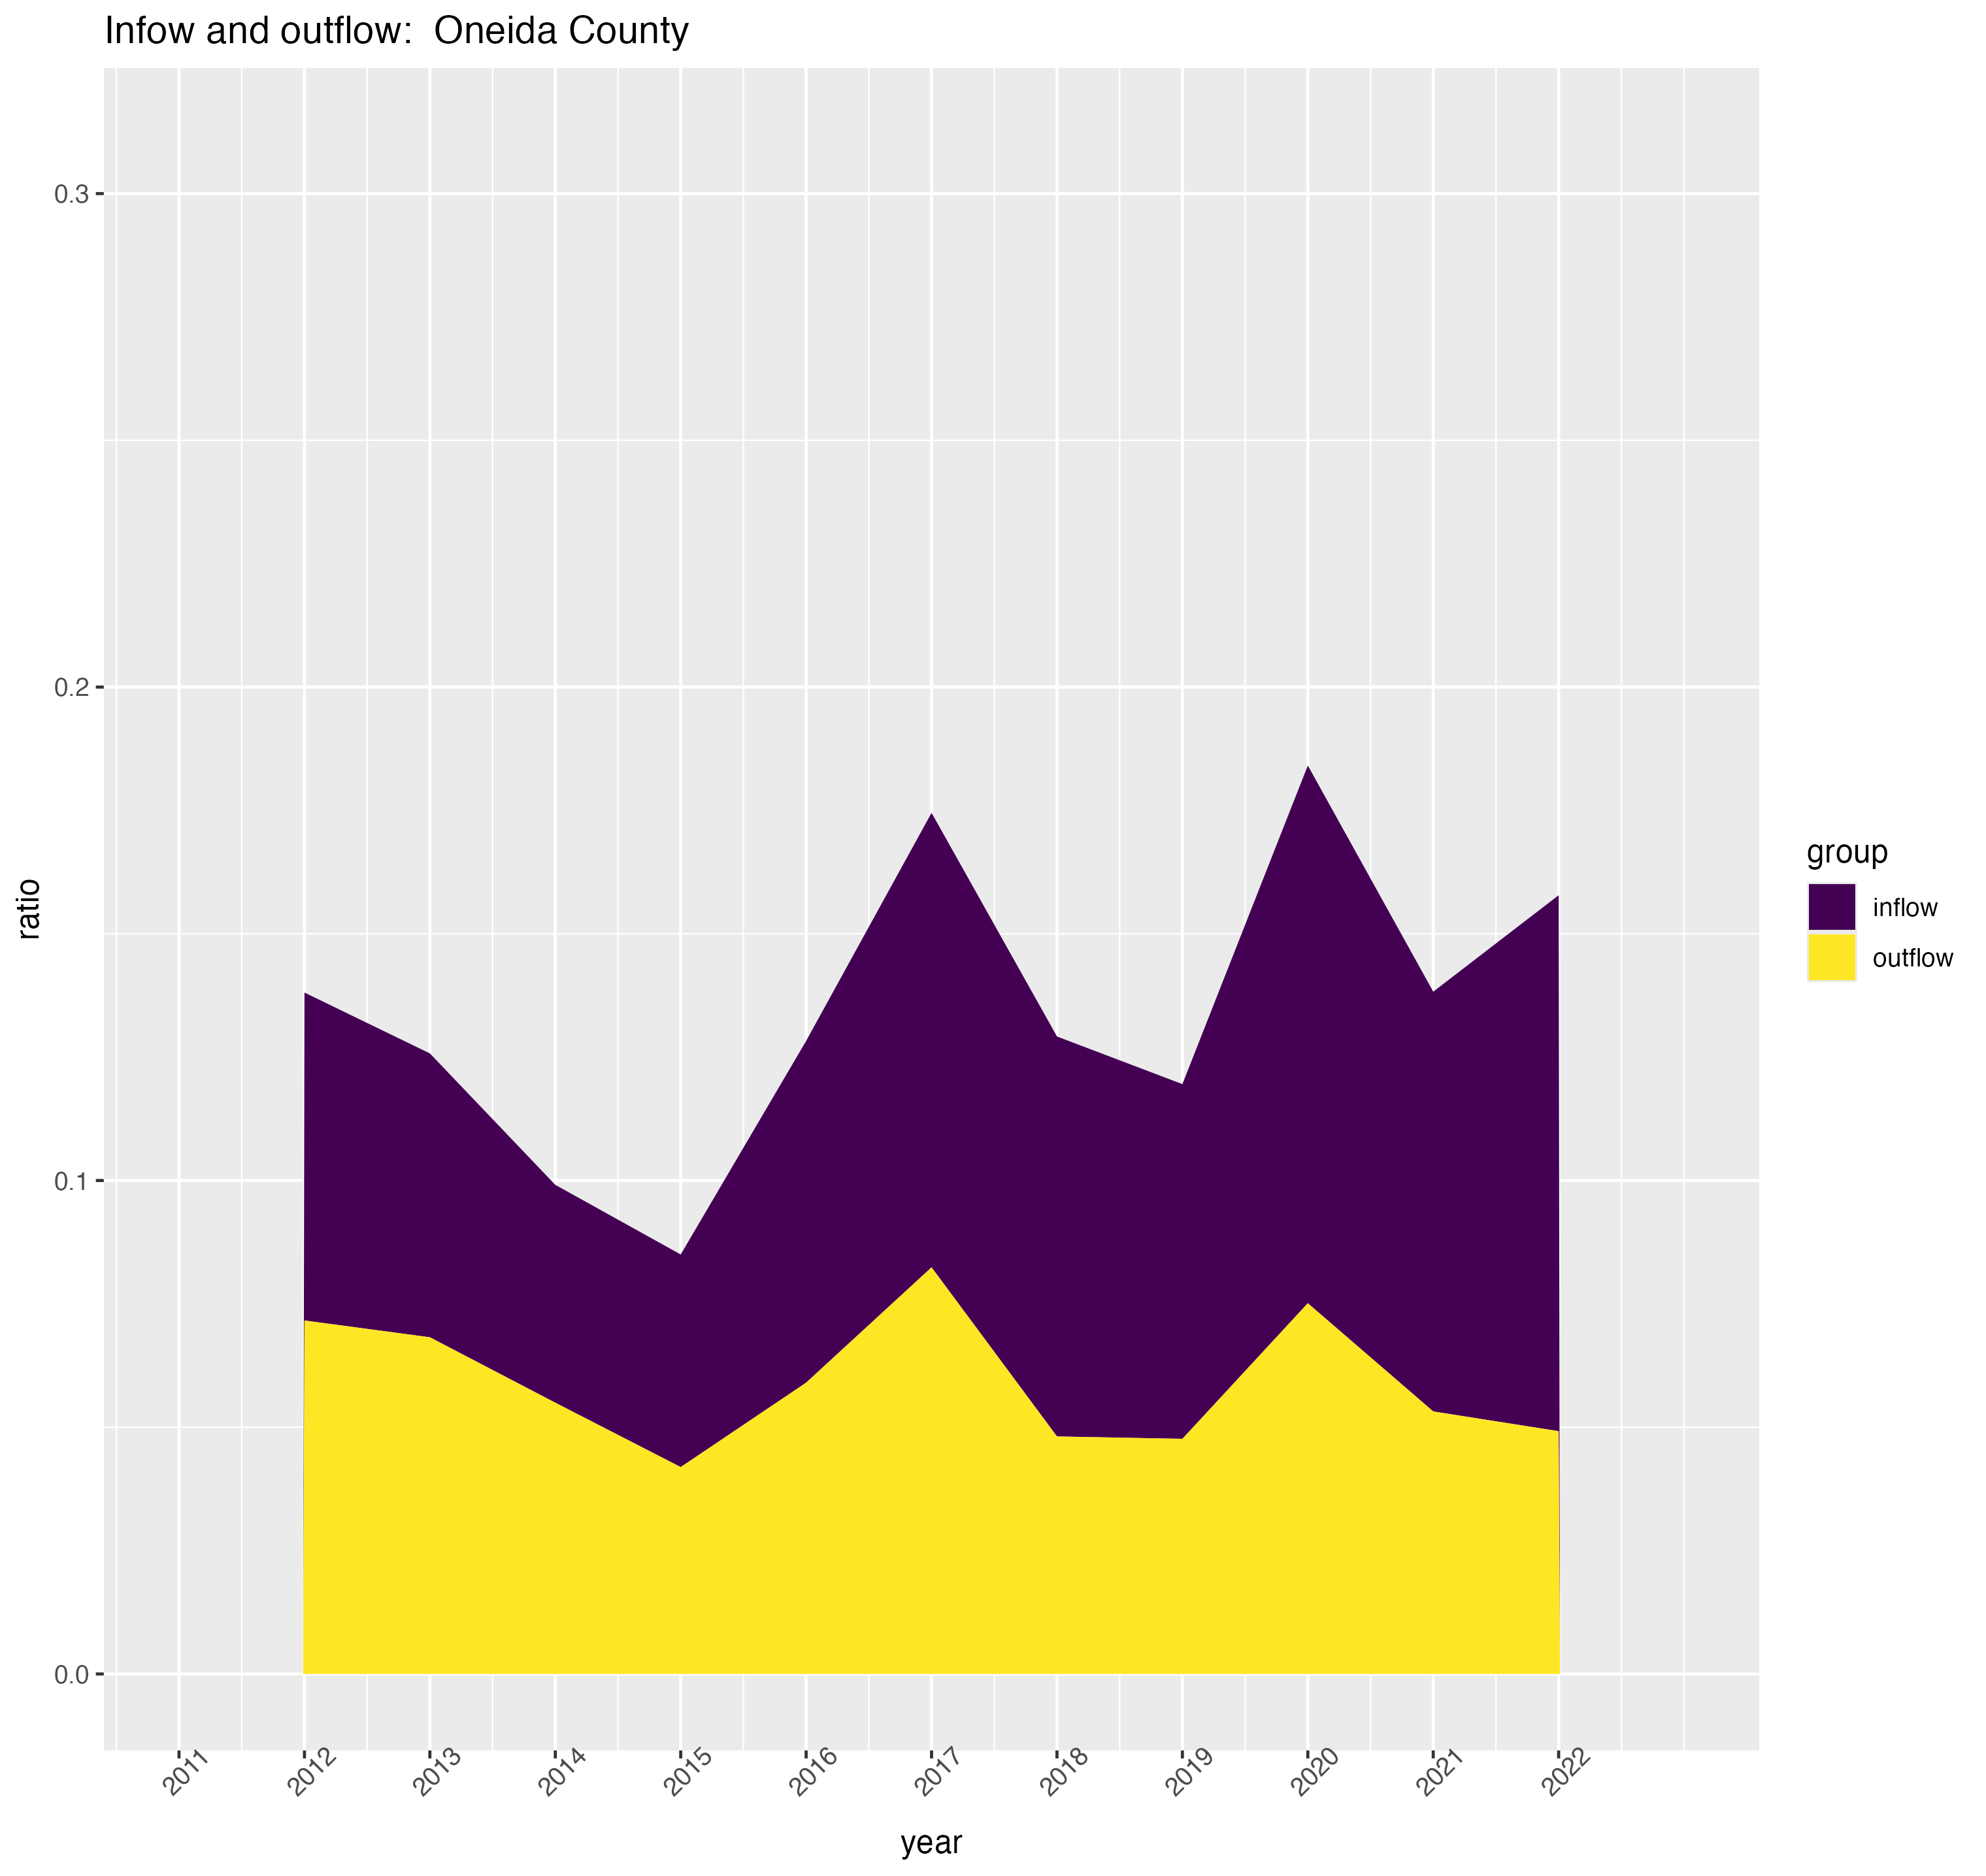 Infow and outflow:  Oneida County
ratio
0.3
0.2
0.1
0.0
2011 2012 2013 2014 2015 2016 2017 2018 2019 2020 2021 2022
year
group
inflow
outflow